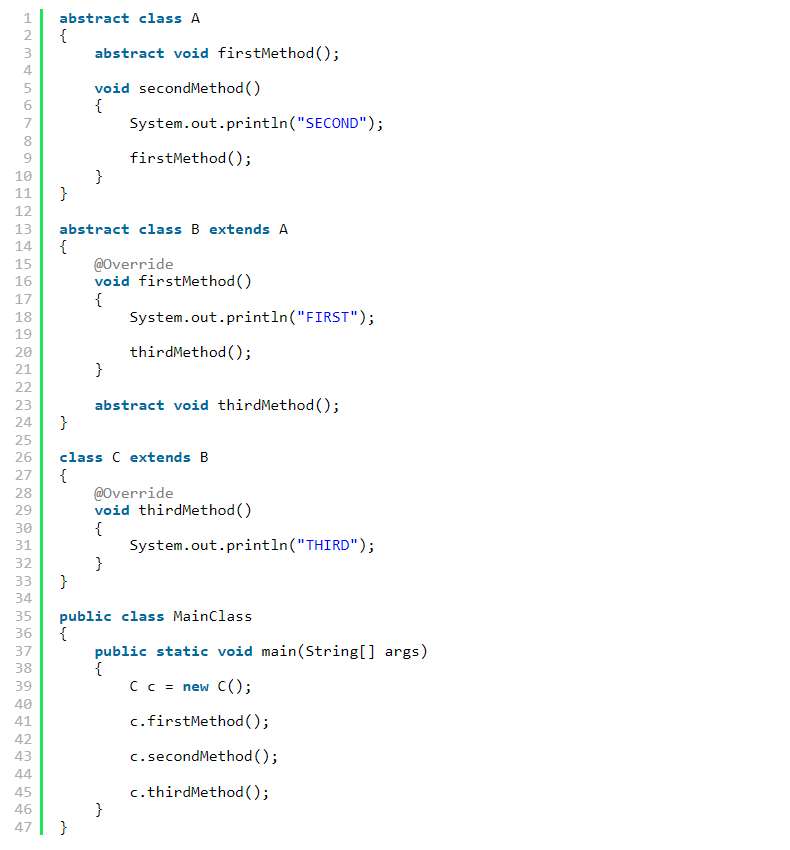 1 abstract class A
2 {
3     abstract void firstMethod();
4
5     void secondMethod()
6     {
7         System.out.println("SECOND");
8
9         firstMethod();
10     }
11 }
12
13 abstract class B extends A
14 {
15     @Override
16     void firstMethod()
17     {
18         System.out.println("FIRST");
19
20         thirdMethod();
21     }
22
23     abstract void thirdMethod();
24 }
25
26 class C extends B
27 {
28     @Override
29     void thirdMethod()
30     {
31         System.out.println("THIRD");
32     }
33 }
34
35 public class MainClass
36 {
37     public static void main(String[] args)
38     {
39         C c = new C();
40
41         c.firstMethod();
42
43         c.secondMethod();
44
45         c.thirdMethod();
46     }
47 }